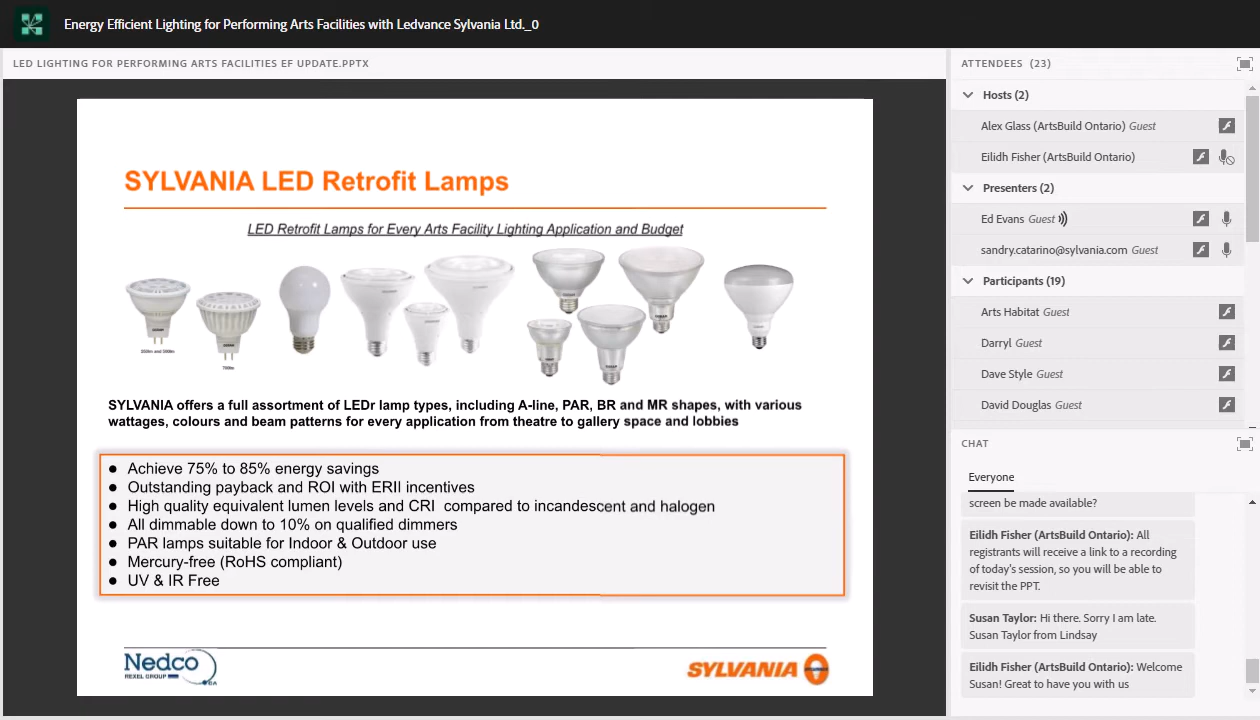 Energy Efficient Lighting for Performing Arts Facilities with Ledvance Sylvania Ltd._0
LED LIGHTING FOR PERFORMING ARTS FACILITIES EF UPDATE.PPTX
SYLVANIA LED Retrofit Lamps
LED Retrofit Lamps for Every Arts Facility Lighting Application and Budget
SYLVANIA offers a full assortment of LEDr lamp types, including A-line, PAR, BR and MR shapes, with various
wattages, colours and beam patterns for every application from theatre to gallery space and lobbies
● Achieve 75% to 85% energy savings
● Outstanding payback and ROI with ERII incentives
● High quality equivalent lumen levels and CRI compared to incandescent and halogen
● All dimmable down to 10% on qualified dimmers
● PAR lamps suitable for Indoor & Outdoor use
● Mercury-free (RoHS compliant)
● UV & IR Free
Nedco
REXEL GROUP
SYLVANIA
ATTENDEES (23)
Hosts (2)
Alex Glass (ArtsBuild Ontario) Guest
Eilidh Fisher (ArtsBuild Ontario)
Presenters (2)
Ed Evans Guest
sandry.catarino@sylvania.com Guest
Participants (19)
Arts Habitat Guest
Darryl Guest
Dave Style Guest
David Douglas Guest
CHAT
Everyone
screen be made available?
Eilidh Fisher (ArtsBuild Ontario): All
registrants will receive a link to a recording
of today's session, so you will be able to
revisit the PPT.
Susan Taylor: Hi there. Sorry I am late.
Susan Taylor from Lindsay
Eilidh Fisher (ArtsBuild Ontario): Welcome
Susan! Great to have you with us